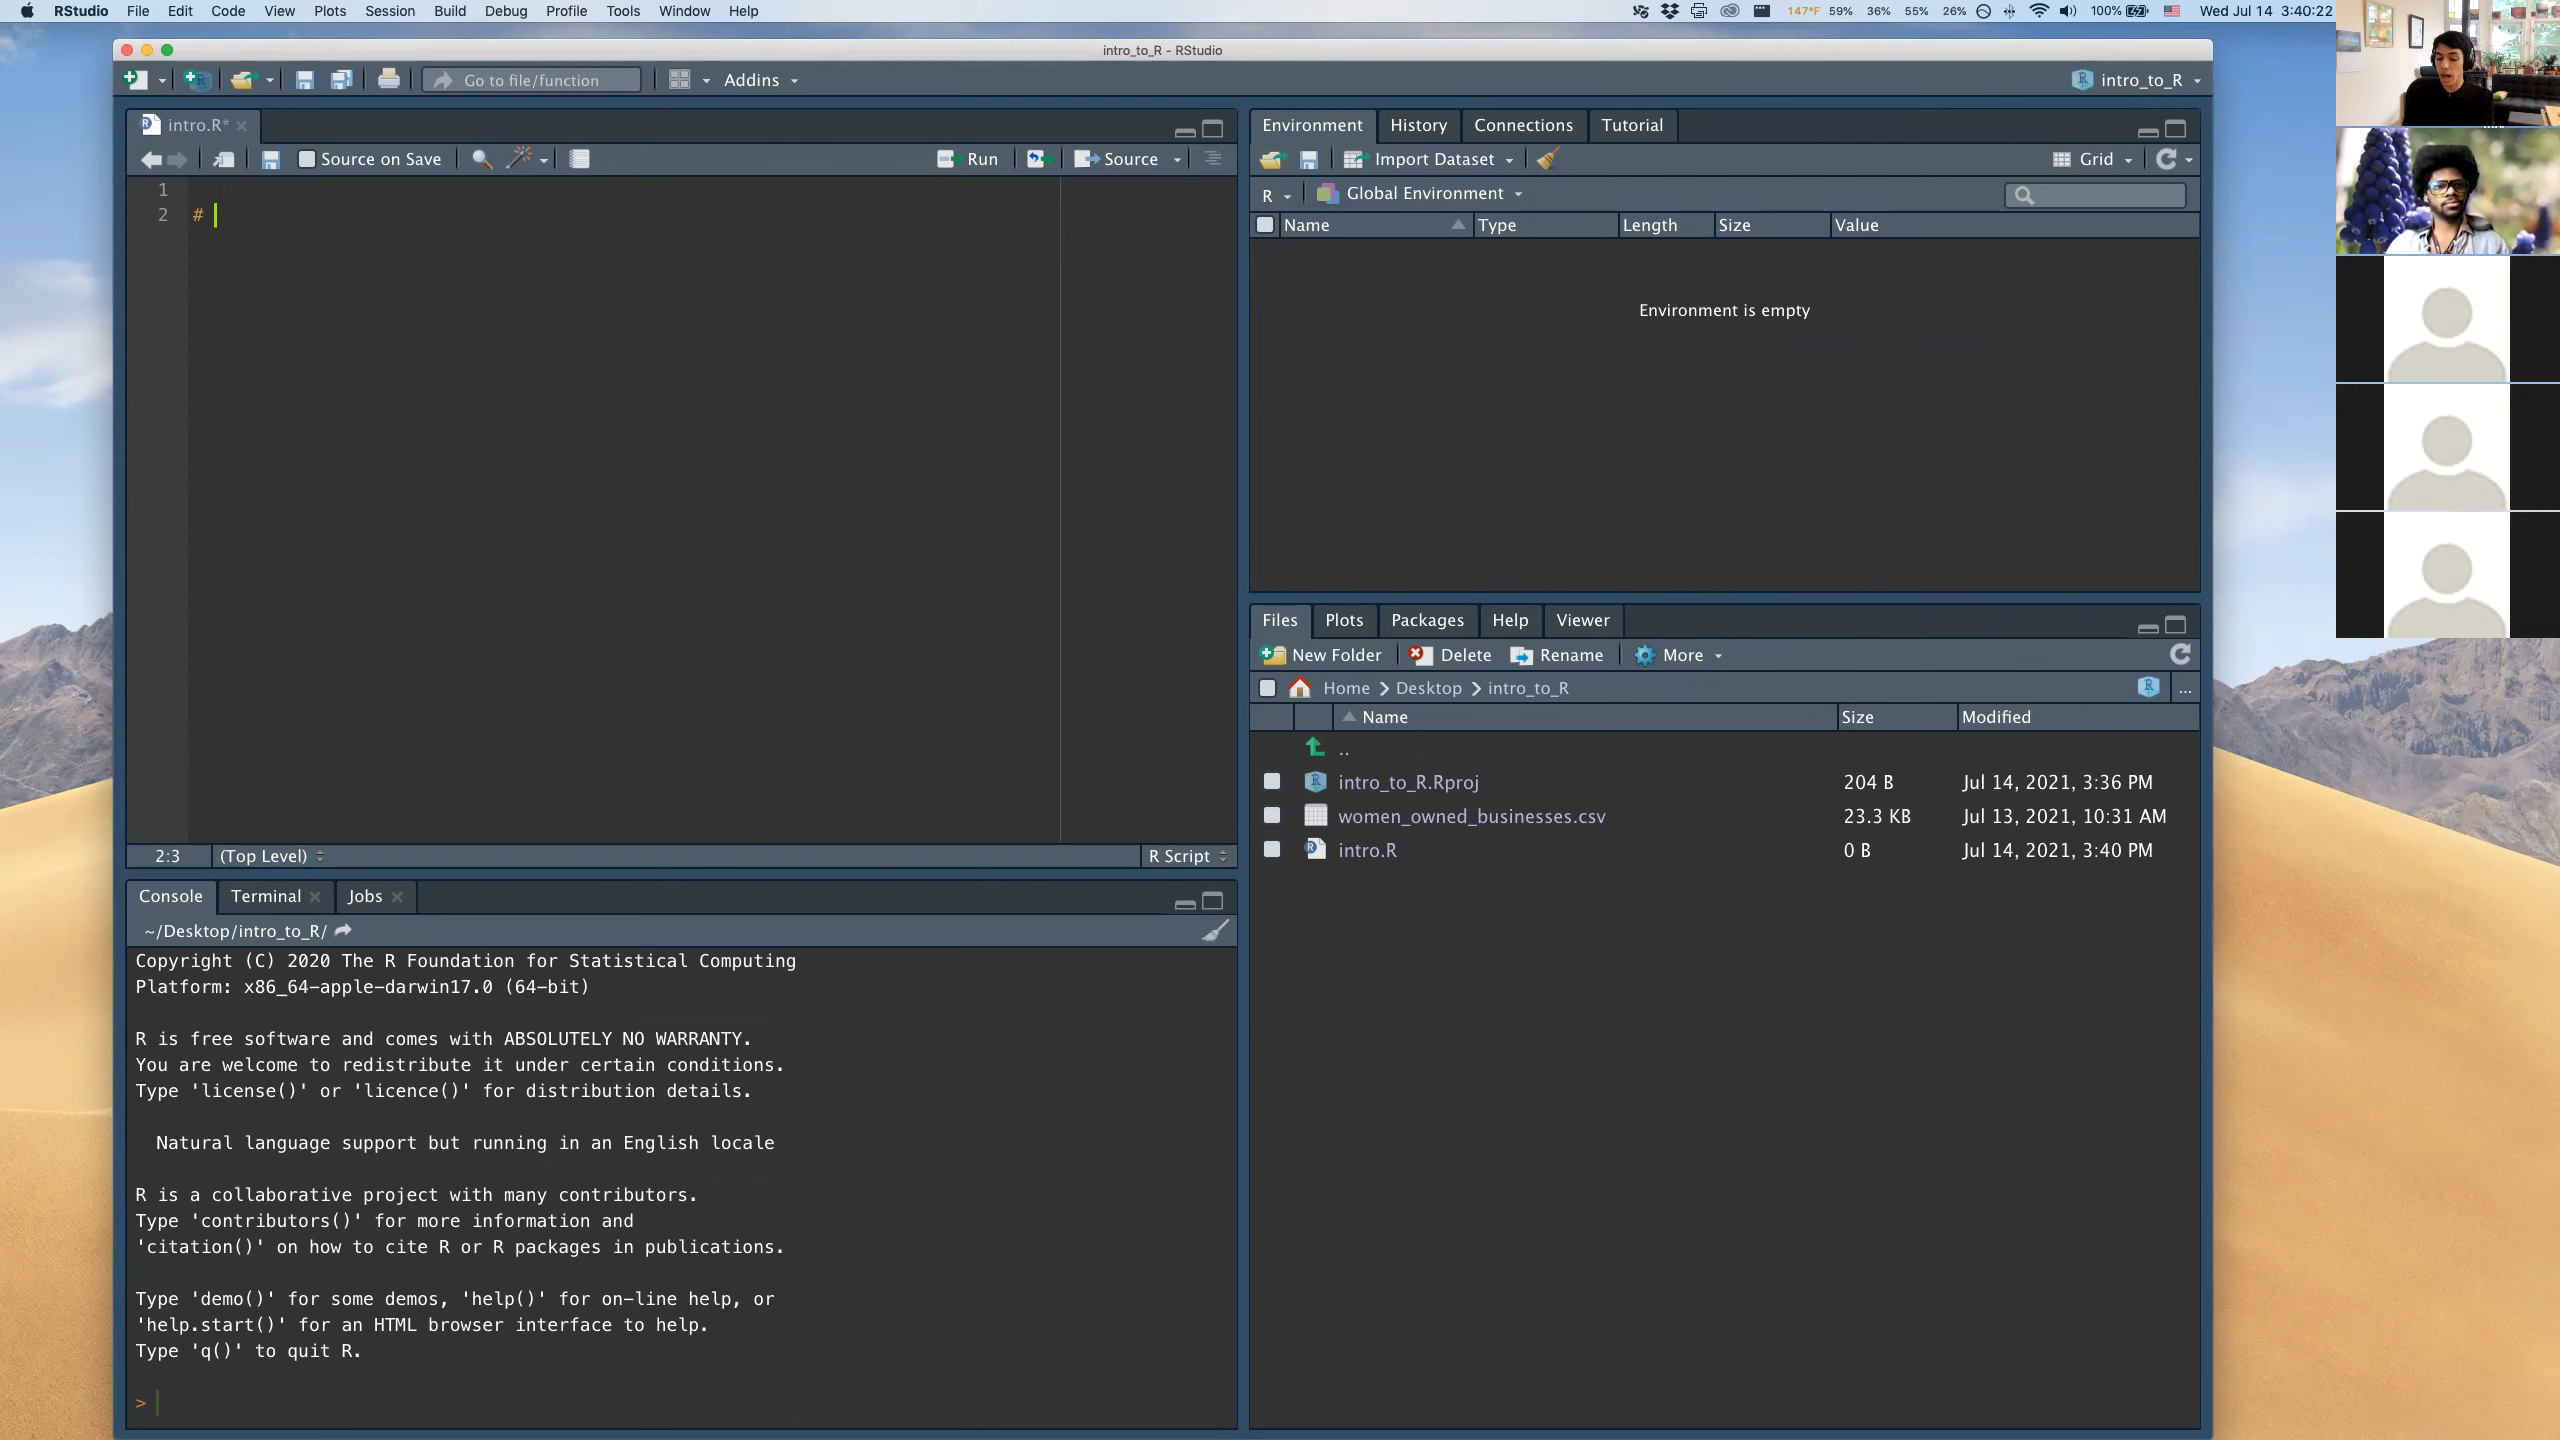 RStudio File Edit Code View Plots Session Build Debug Profile Tools Window Help 147°F 59% 36% 55% 26% 100% Wed Jul 14 3:40:22
intro_to_R - RStudio
Go to file/function Addins intro_to_R
intro.R*
Source on Save Run Source
1
2 #
2:3 (Top Level) R Script
Console Terminal Jobs
~/Desktop/intro_to_R/
Copyright (C) 2020 The R Foundation for Statistical Computing
Platform: x86_64-apple-darwin17.0 (64-bit)
R is free software and comes with ABSOLUTELY NO WARRANTY.
You are welcome to redistribute it under certain conditions.
Type 'license()' or 'licence()' for distribution details.
Natural language support but running in an English locale
R is a collaborative project with many contributors.
Type 'contributors()' for more information and
'citation()' on how to cite R or R packages in publications.
Type 'demo()' for some demos, 'help()' for on-line help, or
'help.start()' for an HTML browser interface to help.
Type 'q()' to quit R.
>
Environment History Connections Tutorial
Import Dataset Grid
R Global Environment
Name Type Length Size Value
Environment is empty
Files Plots Packages Help Viewer
New Folder Delete Rename More
Home Desktop intro_to_R ...
Name Size Modified
..
intro_to_R.Rproj 204 B Jul 14, 2021, 3:36 PM
women_owned_businesses.csv 23.3 KB Jul 13, 2021, 10:31 AM
intro.R 0 B Jul 14, 2021, 3:40 PM